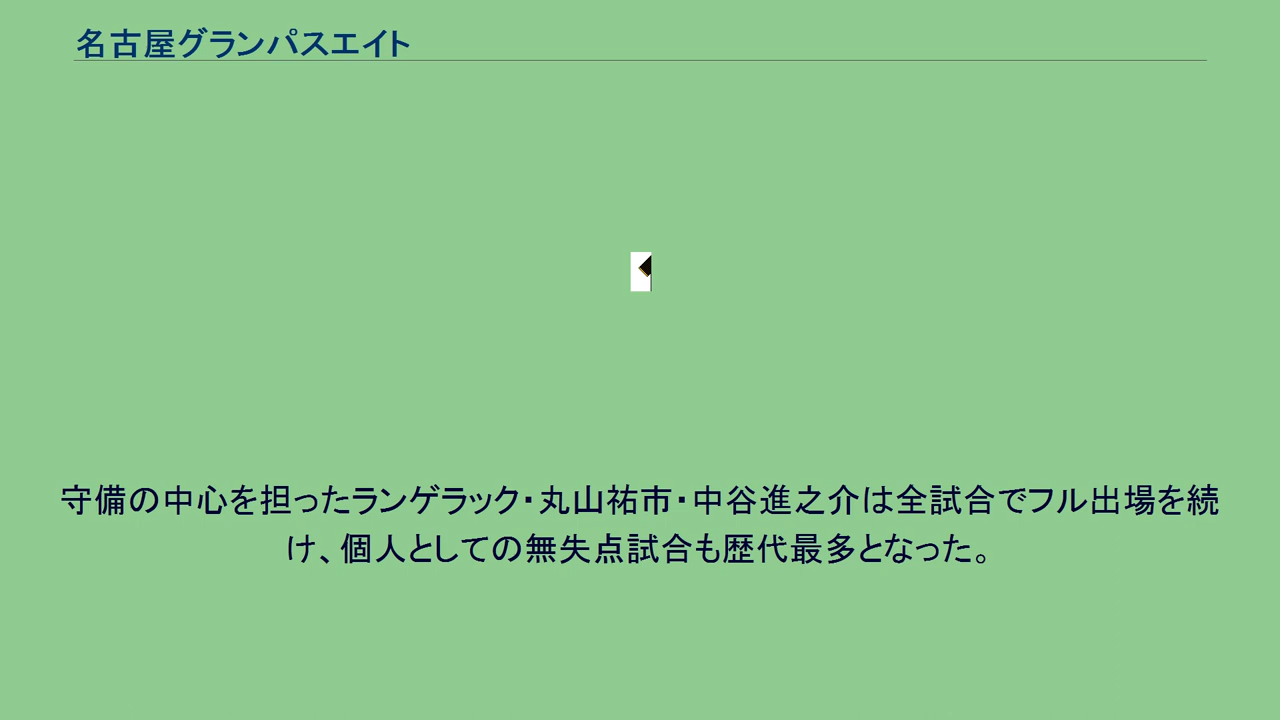 名古屋グランパスエイト
守備の中心を担ったランゲラック・丸山祐市・中谷進之介は全試合でフル出場を続
け、個人としての無失点試合も歴代最多となった。